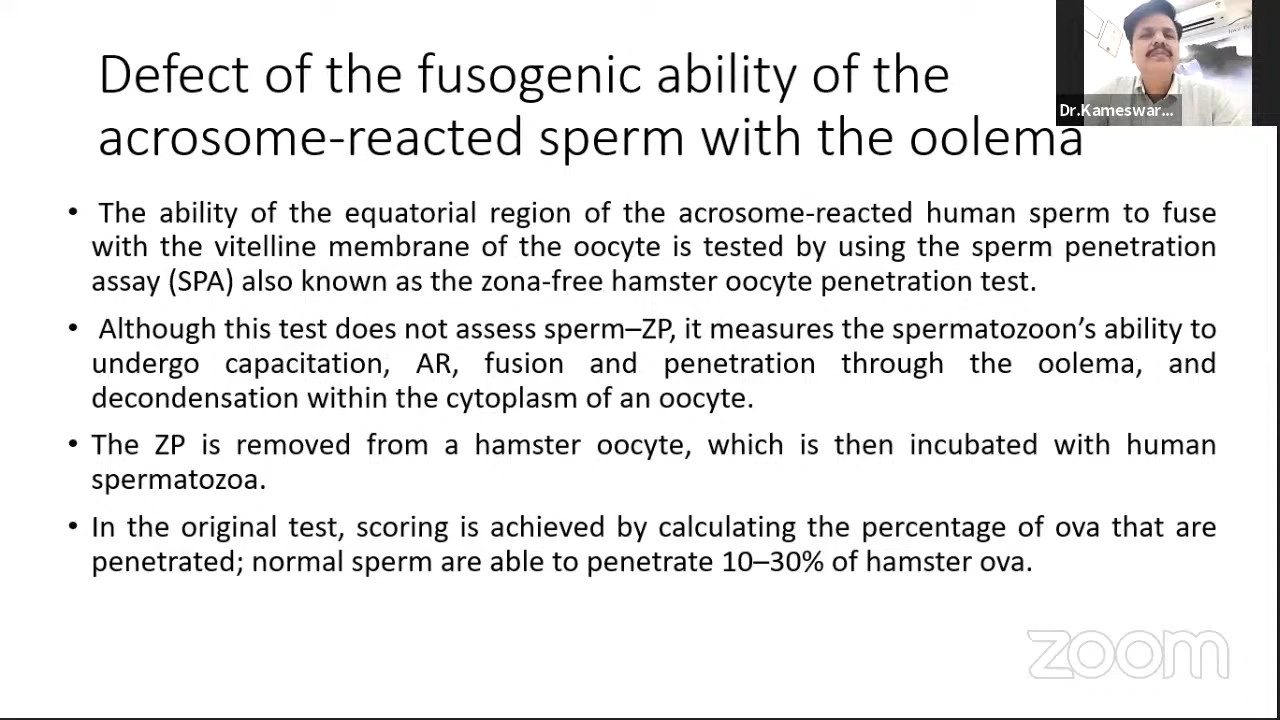 Defect of the fusogenic ability of the
acrosome-reacted sperm with the oolema
Dr.Kameswar...
• The ability of the equatorial region of the acrosome-reacted human sperm to fuse
with the vitelline membrane of the oocyte is tested by using the sperm penetration
assay (SPA) also known as the zona-free hamster oocyte penetration test.
• Although this test does not assess sperm–ZP, it measures the spermatozoon’s ability to
undergo capacitation, AR, fusion and penetration through the oolema, and
decondensation within the cytoplasm of an oocyte.
• The ZP is removed from a hamster oocyte, which is then incubated with human
spermatozoa.
• In the original test, scoring is achieved by calculating the percentage of ova that are
penetrated; normal sperm are able to penetrate 10–30% of hamster ova.
zoom